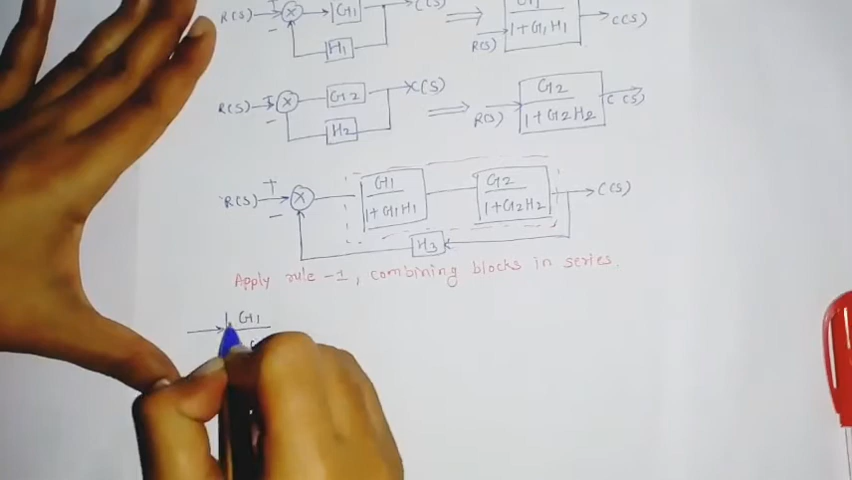 R(S) + - X G1 H1 C(S) ⟹ G1 / 1+G1H1 R(S) C(S)
R(S) + - X G2 H2 C(S) ⟹ R(S) G2 / 1+G2H2 C(S)
R(S) + - X G1 / 1+G1H1 G2 / 1+G2H2 C(S)
H3
Apply rule -1, combining blocks in series.
G1